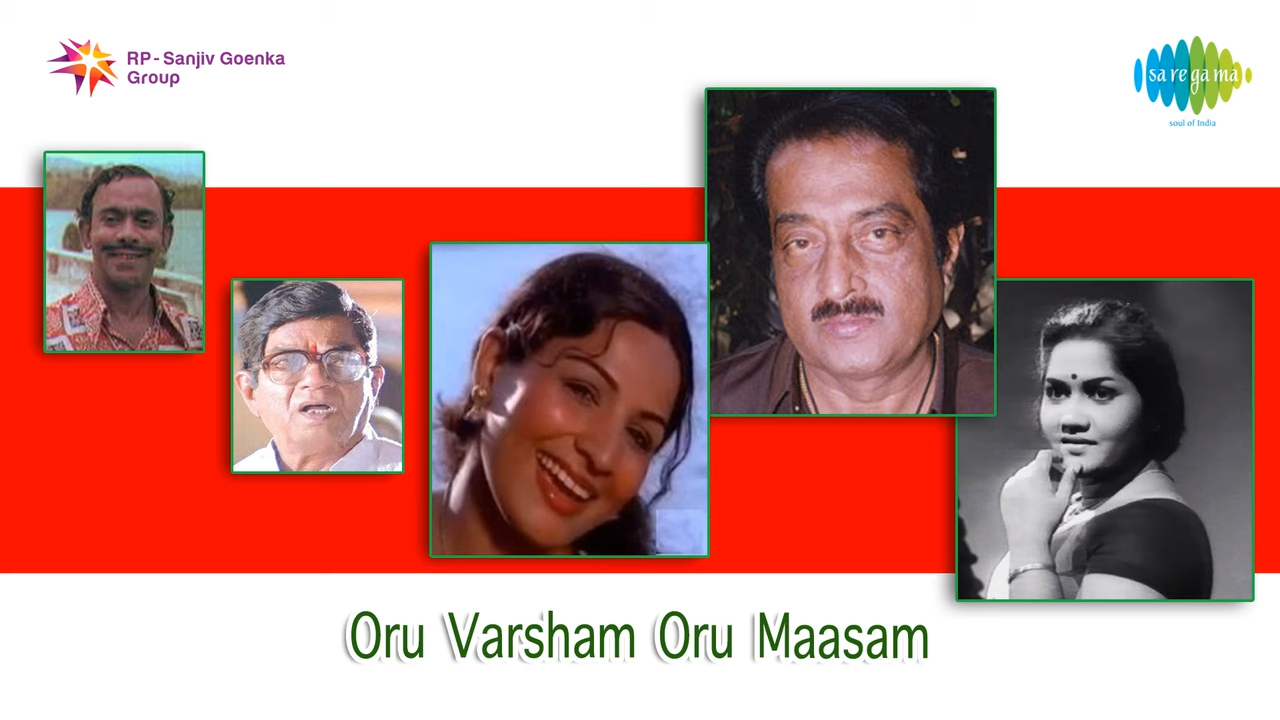 RP-Sanjiv Goenka
Group
sa re ga ma
soul of India
Oru Varsham Oru Maasam